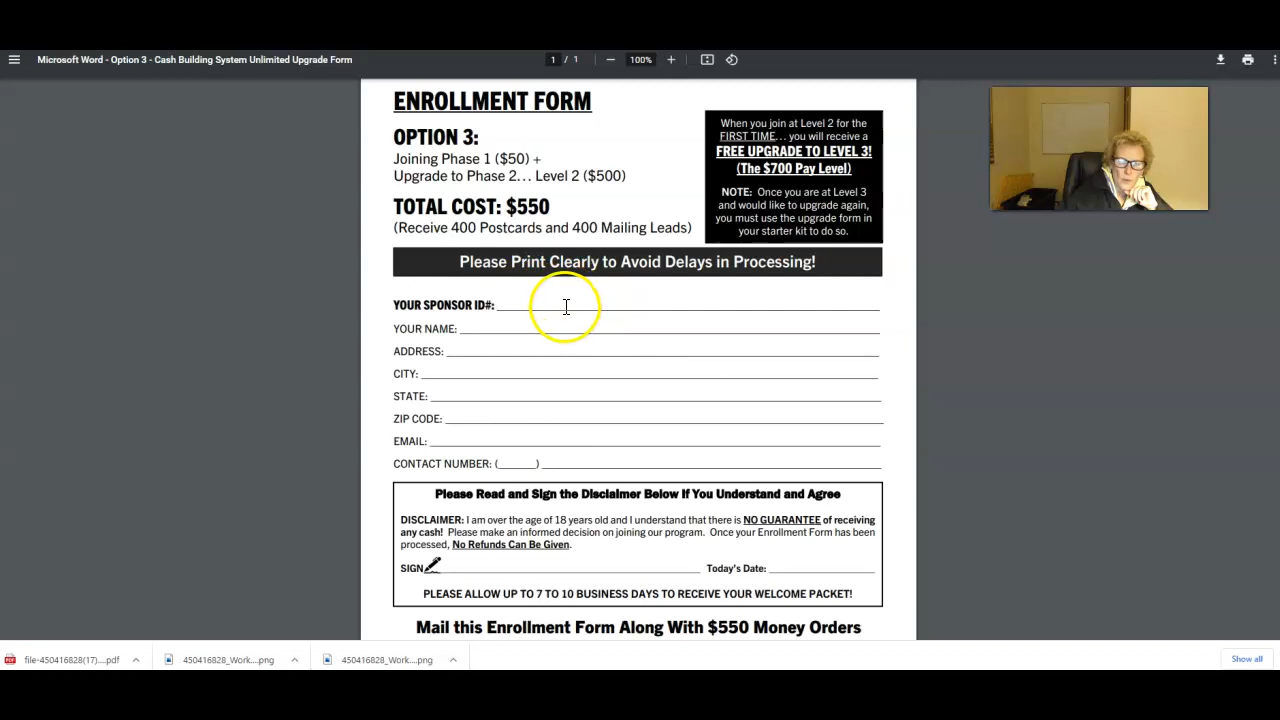 Microsoft Word - Option 3 - Cash Building System Unlimited Upgrade Form
1 / 1
100%
ENROLLMENT FORM
OPTION 3:
Joining Phase 1 ($50) +
Upgrade to Phase 2... Level 2 ($500)
TOTAL COST: $550
(Receive 400 Postcards and 400 Mailing Leads)
When you join at Level 2 for the
FIRST TIME... you will receive a
FREE UPGRADE TO LEVEL 3!
(The $700 Pay Level)
NOTE: Once you are at Level 3
and would like to upgrade again,
you must use the upgrade form in
your starter kit to do so.
Please Print Clearly to Avoid Delays in Processing!
YOUR SPONSOR ID#:
YOUR NAME:
ADDRESS:
CITY:
STATE:
ZIP CODE:
EMAIL:
CONTACT NUMBER: (______)
Please Read and Sign the Disclaimer Below If You Understand and Agree
DISCLAIMER: I am over the age of 18 years old and I understand that there is NO GUARANTEE of receiving
any cash! Please make an informed decision on joining our program. Once your Enrollment Form has been
processed, No Refunds Can Be Given.
SIGN Today's Date:
PLEASE ALLOW UP TO 7 TO 10 BUSINESS DAYS TO RECEIVE YOUR WELCOME PACKET!
Mail this Enrollment Form Along With $550 Money Orders
file-450416828(17)....pdf
450416828_Work....png
450416828_Work....png
Show all